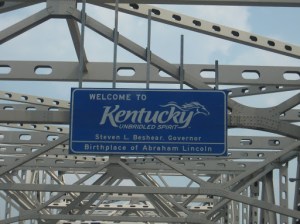 WELCOME TO
Kentucky
UNBRIDLED SPIRIT
Steven L. Beshear, Governor
Birthplace of Abraham Lincoln